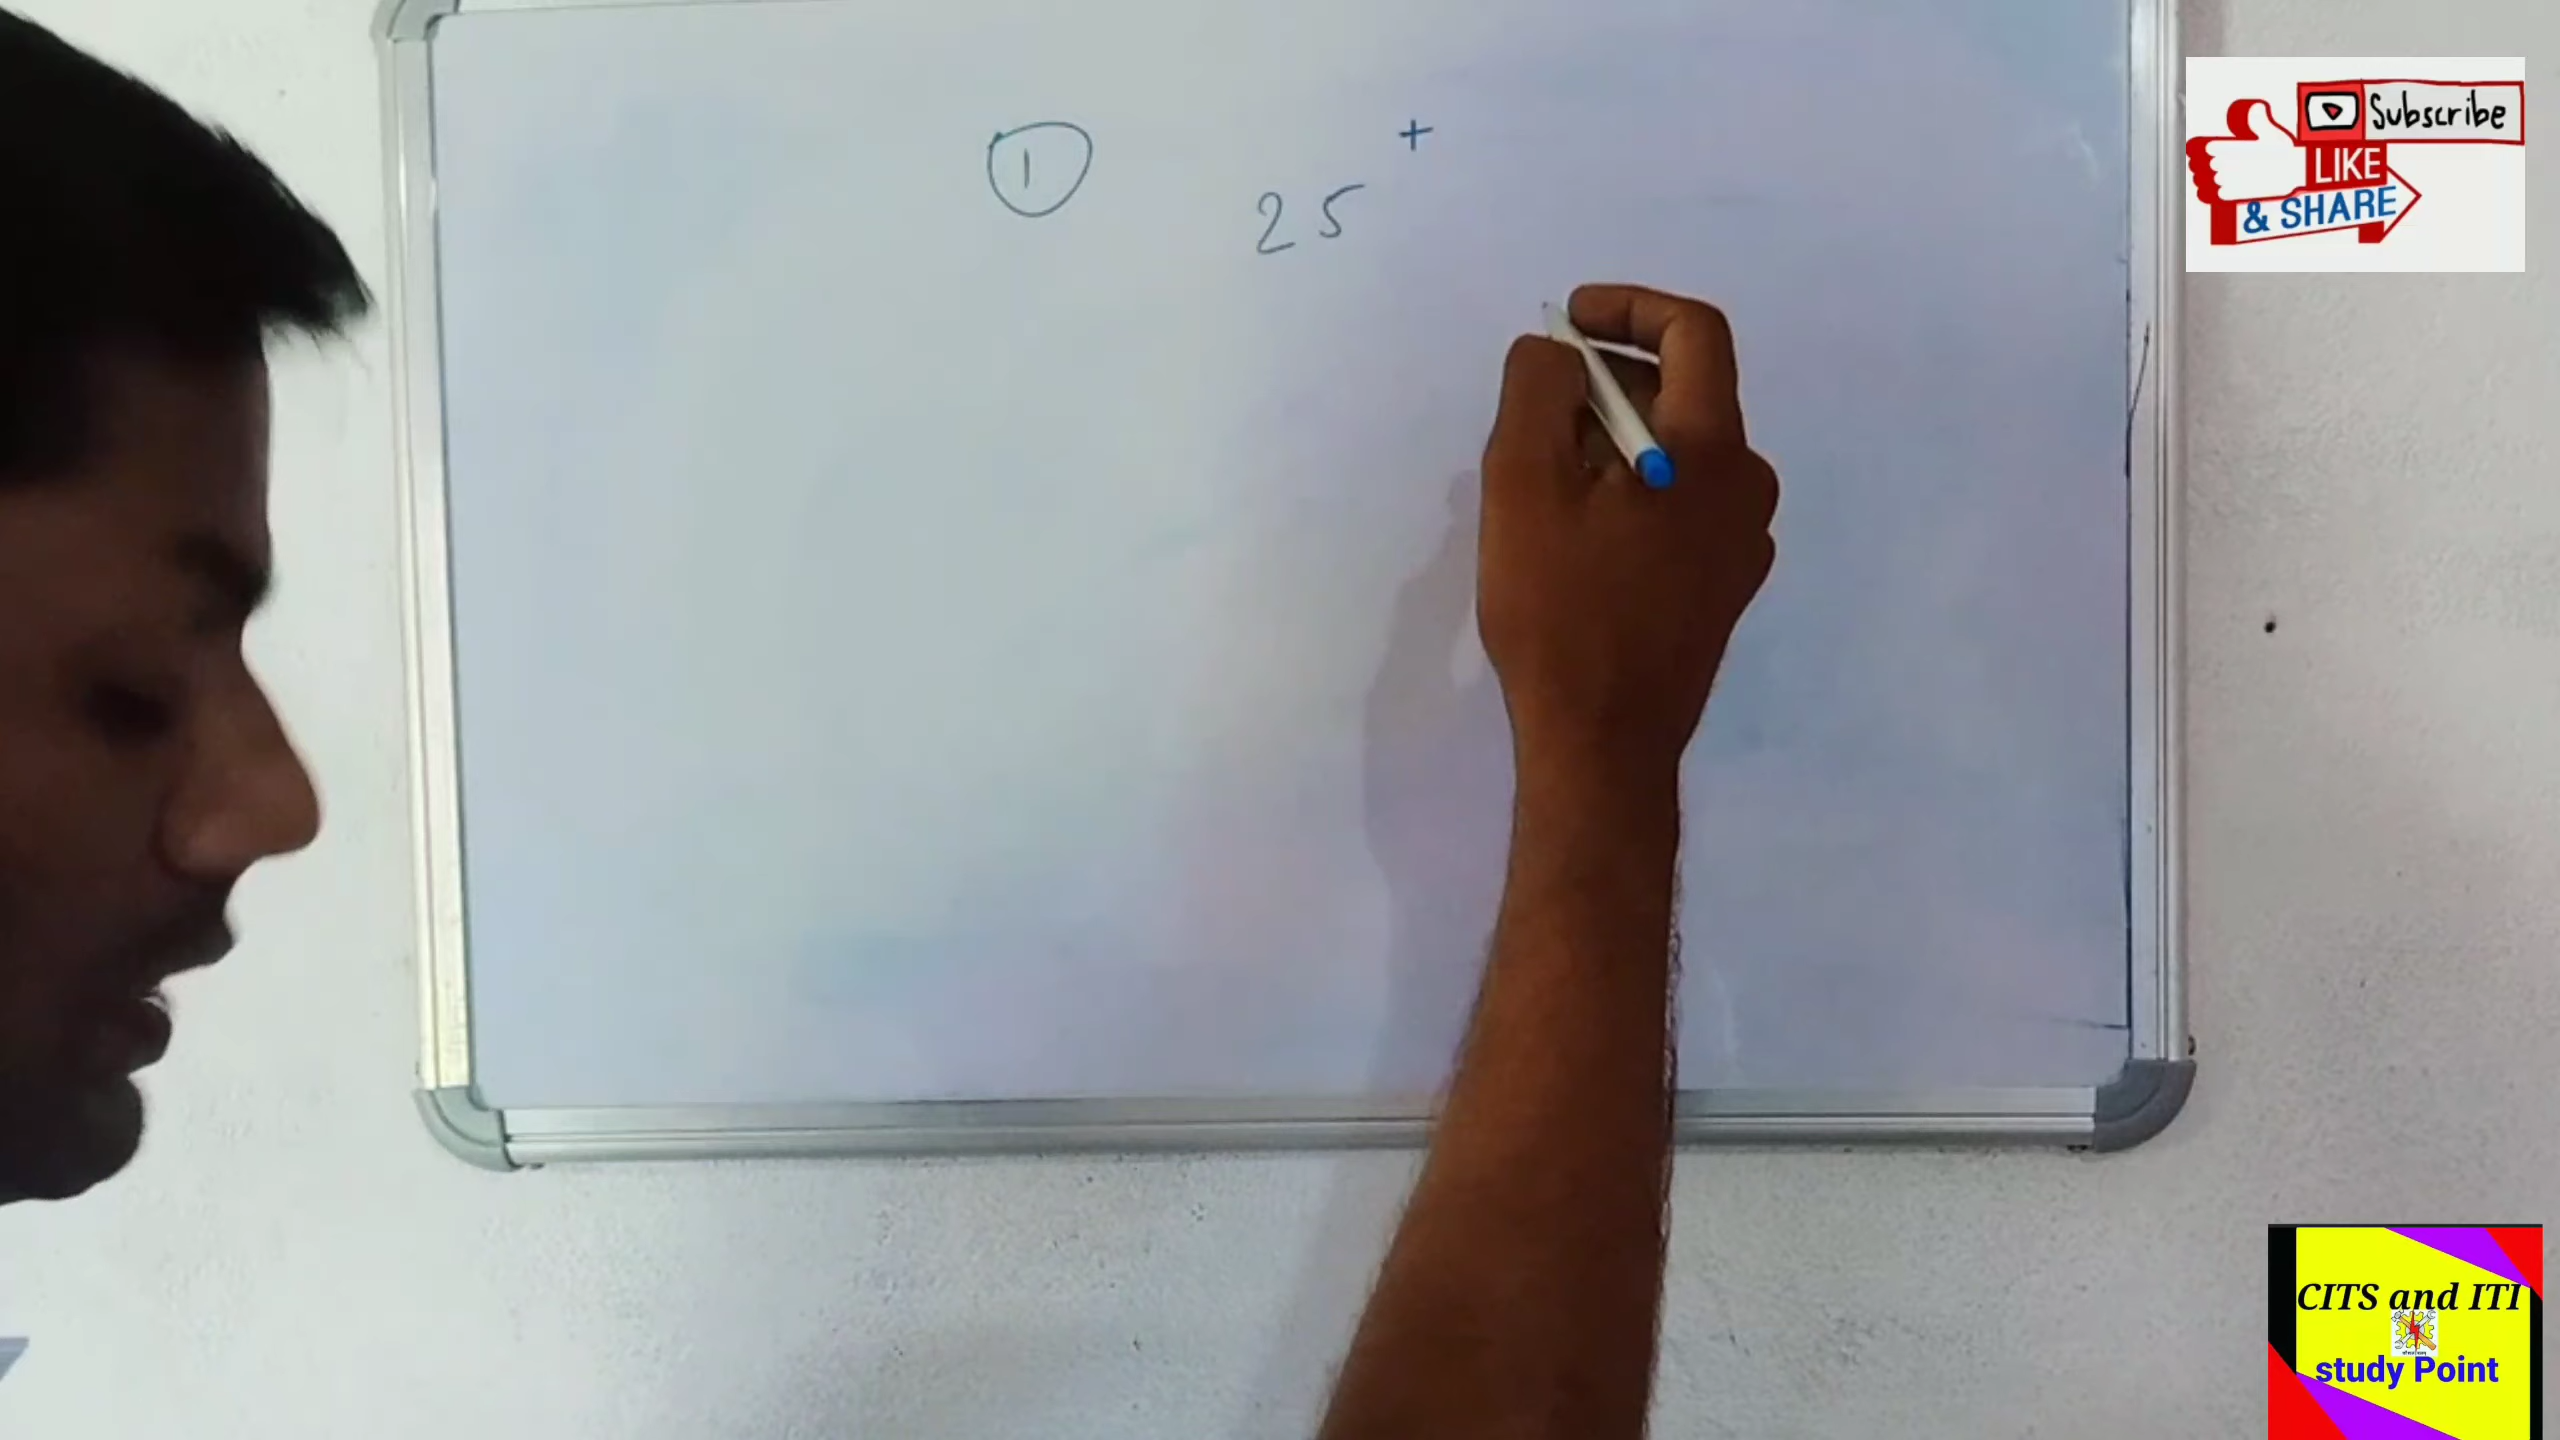 ① 25 +
Subscribe
LIKE
& SHARE
CITS and ITI
study Point